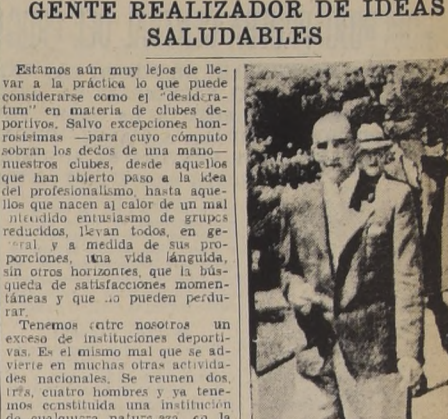 GENTE REALIZADOR DE IDEAS
SALUDABLES
Estamos aún muy lejos de lle-
var a la práctica lo que puede
considerarse como el "desidera-
tum" en materia de clubes de-
portivos. Salvo excepciones hon-
rosísimas —para cuyo cómputo
sobran los dedos de una mano—
nuestros clubes, desde aquellos
que han abierto paso a la idea
del profesionalismo, hasta aque-
llos que nacen al calor de un mal
entendido entusiasmo de grupos
reducidos, llevan todos, en ge-
neral y a medida de sus pro-
porciones, una vida lánguida,
sin otros horizontes, que la bús-
queda de satisfacciones momen-
táneas y que no pueden perdu-
rar.
Tenemos entre nosotros un
exceso de instituciones deporti-
vas. Es el mismo mal que se ad-
vierte en muchas otras activida-
des nacionales. Se reunen dos,
tres, cuatro hombres y ya tene-
mos constituída una institución
de cualquiera naturaleza, en la